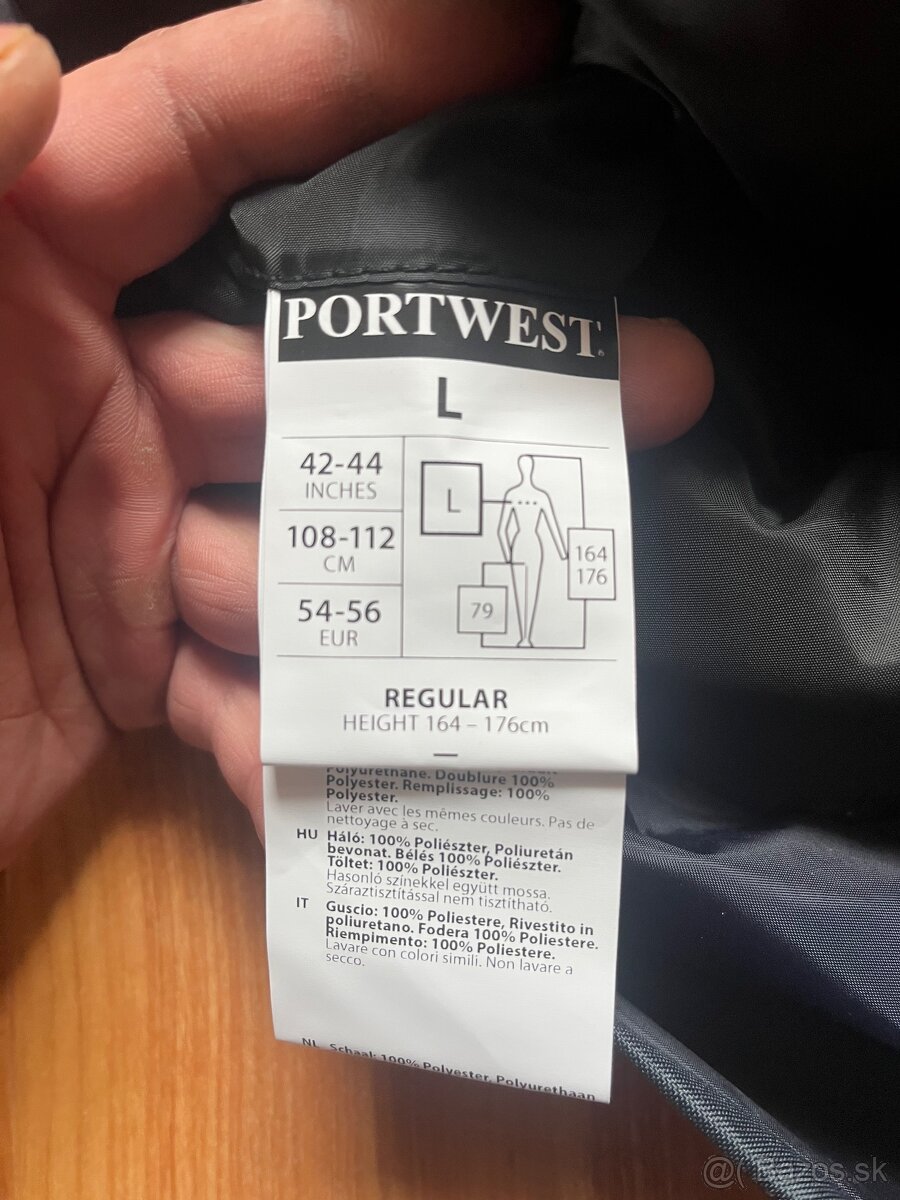 PORTWEST®
L
42-44
INCHES
108-112
CM
54-56
EUR
L
164
176
79
REGULAR
HEIGHT 164 – 176cm
Polyuréthane. Doublure 100%
Polyester. Remplissage: 100%
Polyester.
Laver avec les mêmes couleurs. Pas de
nettoyage à sec.
HU Háló: 100% Poliészter, Poliuretán
bevonat. Bélés 100% Poliészter.
Töltet: 100% Poliészter.
Hasonló színekkel együtt mossa.
Száraztisztítással nem tisztítható.
IT Guscio: 100% Poliestere, Rivestito in
poliuretano. Fodera 100% Poliestere.
Riempimento: 100% Poliestere.
Lavare con colori simili. Non lavare a
secco.
NL Schaal: 100% Polyester, Polyurethaan
Bazos.sk